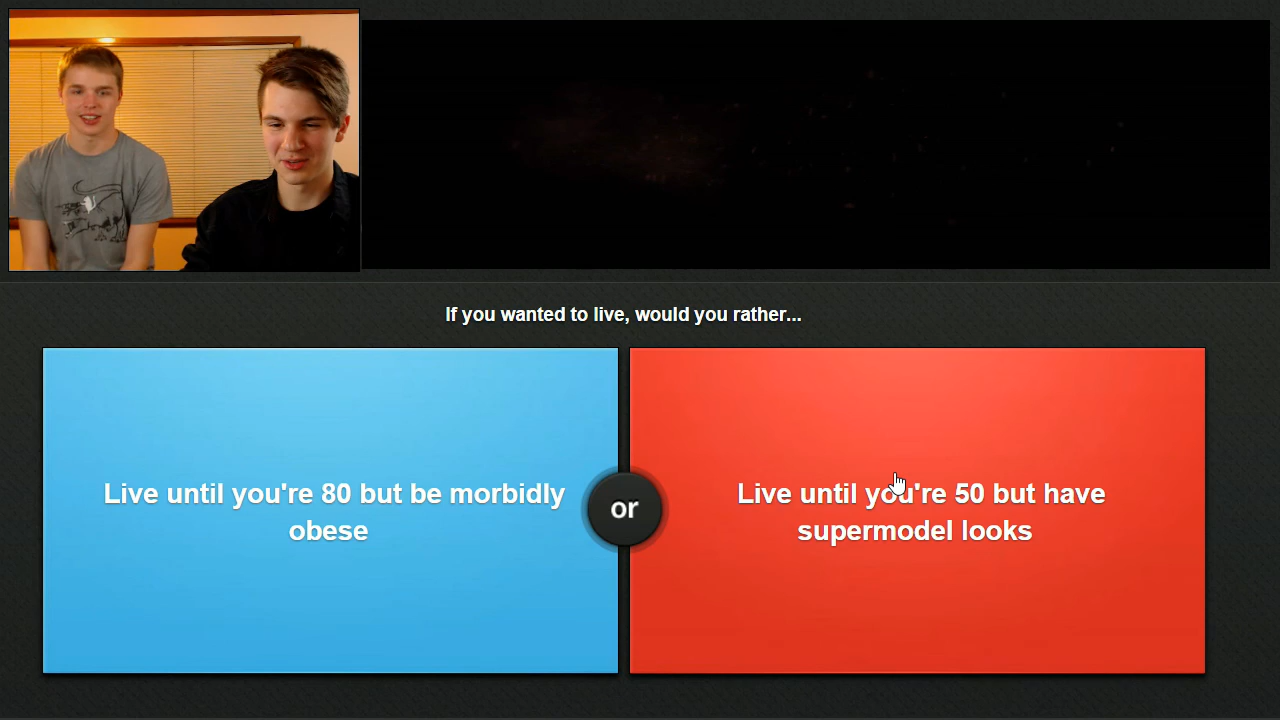 If you wanted to live, would you rather...
Live until you're 80 but be morbidly
obese
or
Live until you're 50 but have
supermodel looks